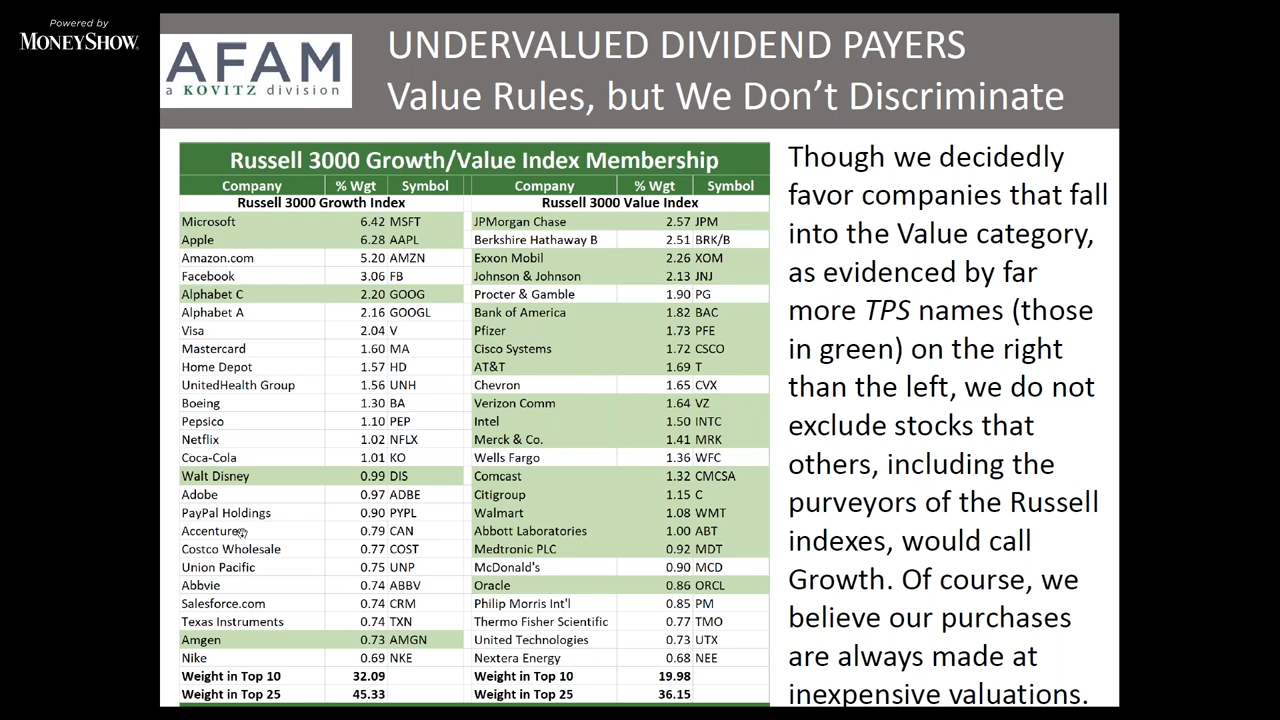 Powered by
MONEYSHOW.
AFAM
a KOVITZ division
UNDERVALUED DIVIDEND PAYERS
Value Rules, but We Don't Discriminate
Russell 3000 Growth/Value Index Membership
Company % Wgt Symbol Company % Wgt Symbol
Russell 3000 Growth Index Russell 3000 Value Index
Microsoft 6.42 MSFT JPMorgan Chase 2.57 JPM
Apple 6.28 AAPL Berkshire Hathaway B 2.51 BRK/B
Amazon.com 5.20 AMZN Exxon Mobil 2.26 XOM
Facebook 3.06 FB Johnson & Johnson 2.13 JNJ
Alphabet C 2.20 GOOG Procter & Gamble 1.90 PG
Alphabet A 2.16 GOOGL Bank of America 1.82 BAC
Visa 2.04 V Pfizer 1.73 PFE
Mastercard 1.60 MA Cisco Systems 1.72 CSCO
Home Depot 1.57 HD AT&T 1.69 T
UnitedHealth Group 1.56 UNH Chevron 1.65 CVX
Boeing 1.30 BA Verizon Comm 1.64 VZ
Pepsico 1.10 PEP Intel 1.50 INTC
Netflix 1.02 NFLX Merck & Co. 1.41 MRK
Coca-Cola 1.01 KO Wells Fargo 1.36 WFC
Walt Disney 0.99 DIS Comcast 1.32 CMCSA
Adobe 0.97 ADBE Citigroup 1.15 C
PayPal Holdings 0.90 PYPL Walmart 1.08 WMT
Accenture 0.79 CAN Abbott Laboratories 1.00 ABT
Costco Wholesale 0.77 COST Medtronic PLC 0.92 MDT
Union Pacific 0.75 UNP McDonald's 0.90 MCD
Abbvie 0.74 ABBV Oracle 0.86 ORCL
Salesforce.com 0.74 CRM Philip Morris Int'l 0.85 PM
Texas Instruments 0.74 TXN Thermo Fisher Scientific 0.77 TMO
Amgen 0.73 AMGN United Technologies 0.73 UTX
Nike 0.69 NKE Nextera Energy 0.68 NEE
Weight in Top 10 32.09 Weight in Top 10 19.98
Weight in Top 25 45.33 Weight in Top 25 36.15
Though we decidedly
favor companies that fall
into the Value category,
as evidenced by far
more TPS names (those
in green) on the right
than the left, we do not
exclude stocks that
others, including the
purveyors of the Russell
indexes, would call
Growth. Of course, we
believe our purchases
are always made at
inexpensive valuations.